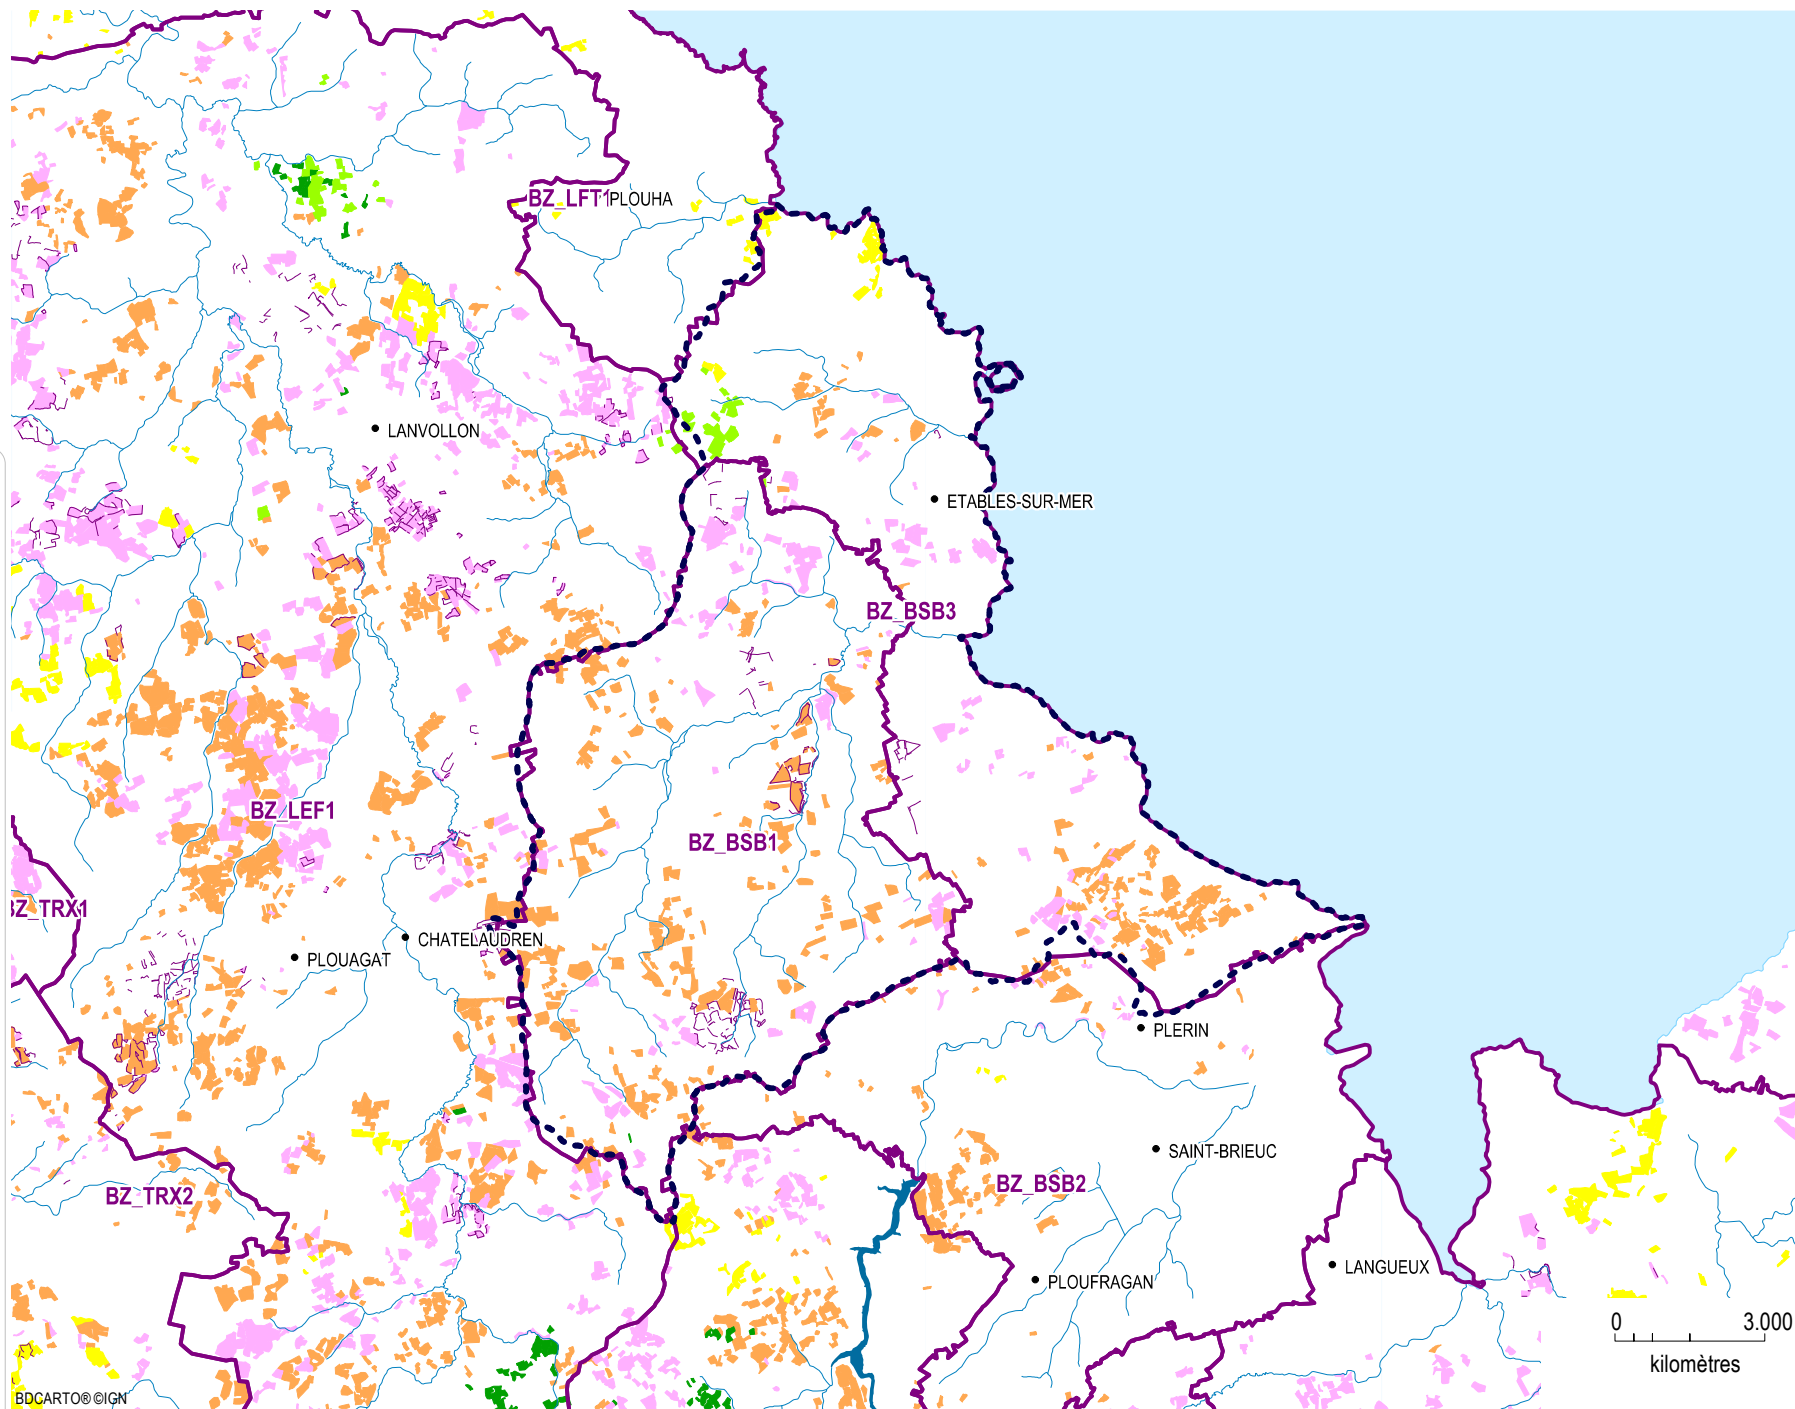 BZ_LFT1
PLOUHA
LANVOLLON
ETABLES-SUR-MER
BZ_BSB3
BZ_LEF1
BZ_BSB1
BZ_TRX1
CHATELAUDREN
PLOUAGAT
PLERIN
SAINT-BRIEUC
BZ_BSB2
BZ_TRX2
LANGUEUX
PLOUFRAGAN
0 3.000
kilomètres
BDCARTO® ©IGN